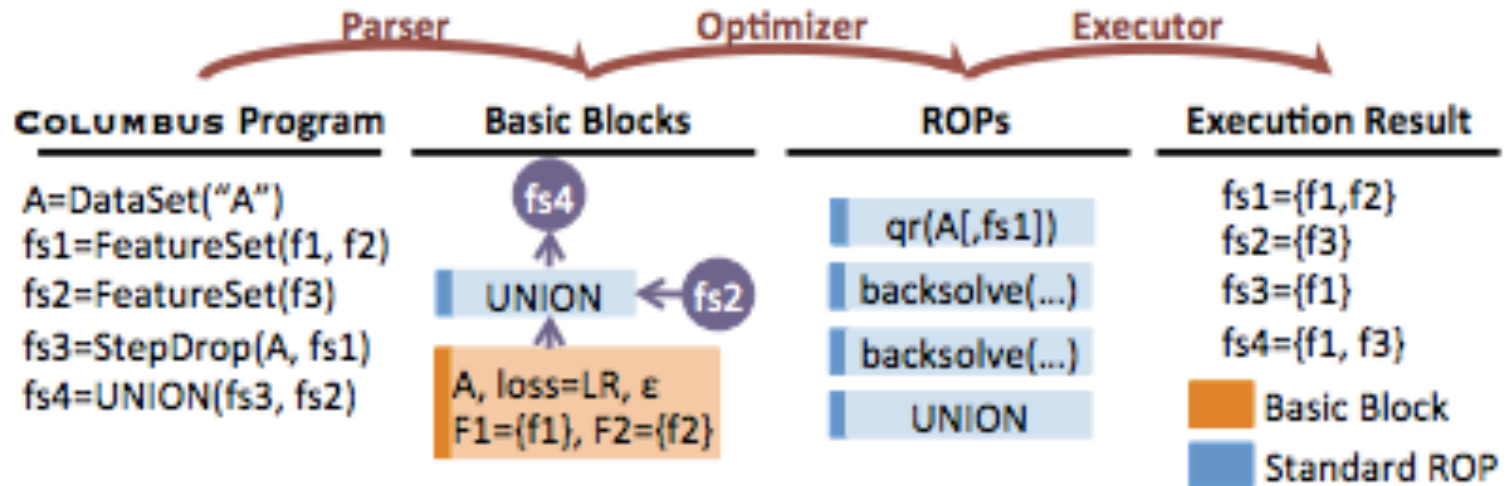 Parser
Optimizer
Executor
COLUMBUS Program
A=DataSet(“A”)
fs1=FeatureSet(f1, f2)
fs2=FeatureSet(f3)
fs3=StepDrop(A, fs1)
fs4=UNION(fs3, fs2)
Basic Blocks
fs4
UNION
fs2
A, loss=LR, ε
F1={f1}, F2={f2}
ROPs
qr(A[,fs1])
backsolve(...)
backsolve(...)
UNION
Execution Result
fs1={f1,f2}
fs2={f3}
fs3={f1}
fs4={f1, f3}
Basic Block
Standard ROP